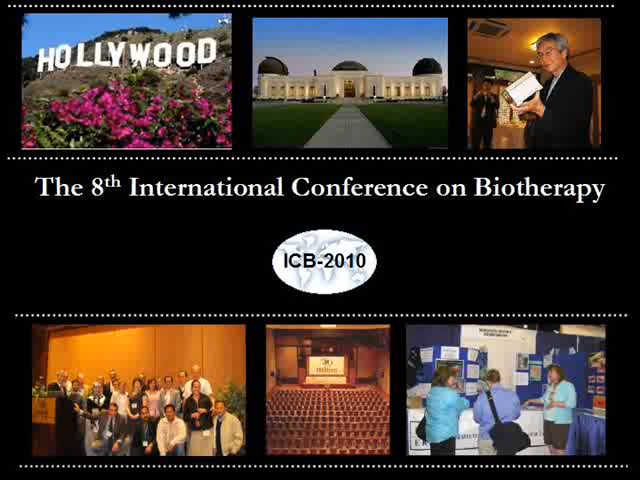 HOLLYWOOD
The 8th International Conference on Biotherapy
ICB-2010